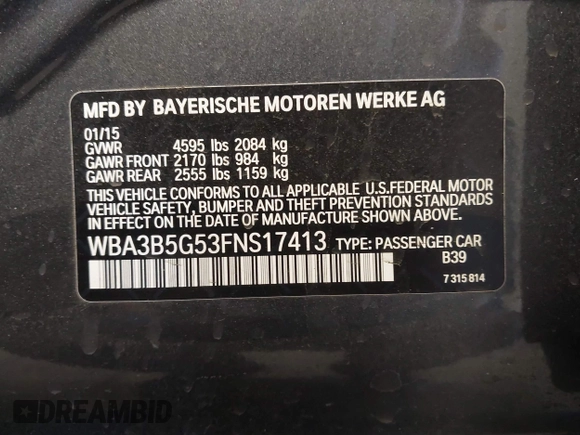 MFD BY BAYERISCHE MOTOREN WERKE AG
01/15
GVWR 4595 lbs 2084 kg
GAWR FRONT 2170 lbs 984 kg
GAWR REAR 2555 lbs 1159 kg
THIS VEHICLE CONFORMS TO ALL APPLICABLE U.S.FEDERAL MOTOR
VEHICLE SAFETY, BUMPER AND THEFT PREVENTION STANDARDS
IN EFFECT ON THE DATE OF MANUFACTURE SHOWN ABOVE.
WBA3B5G53FNS17413 TYPE: PASSENGER CAR
B39
7 315 814
DREAMBID